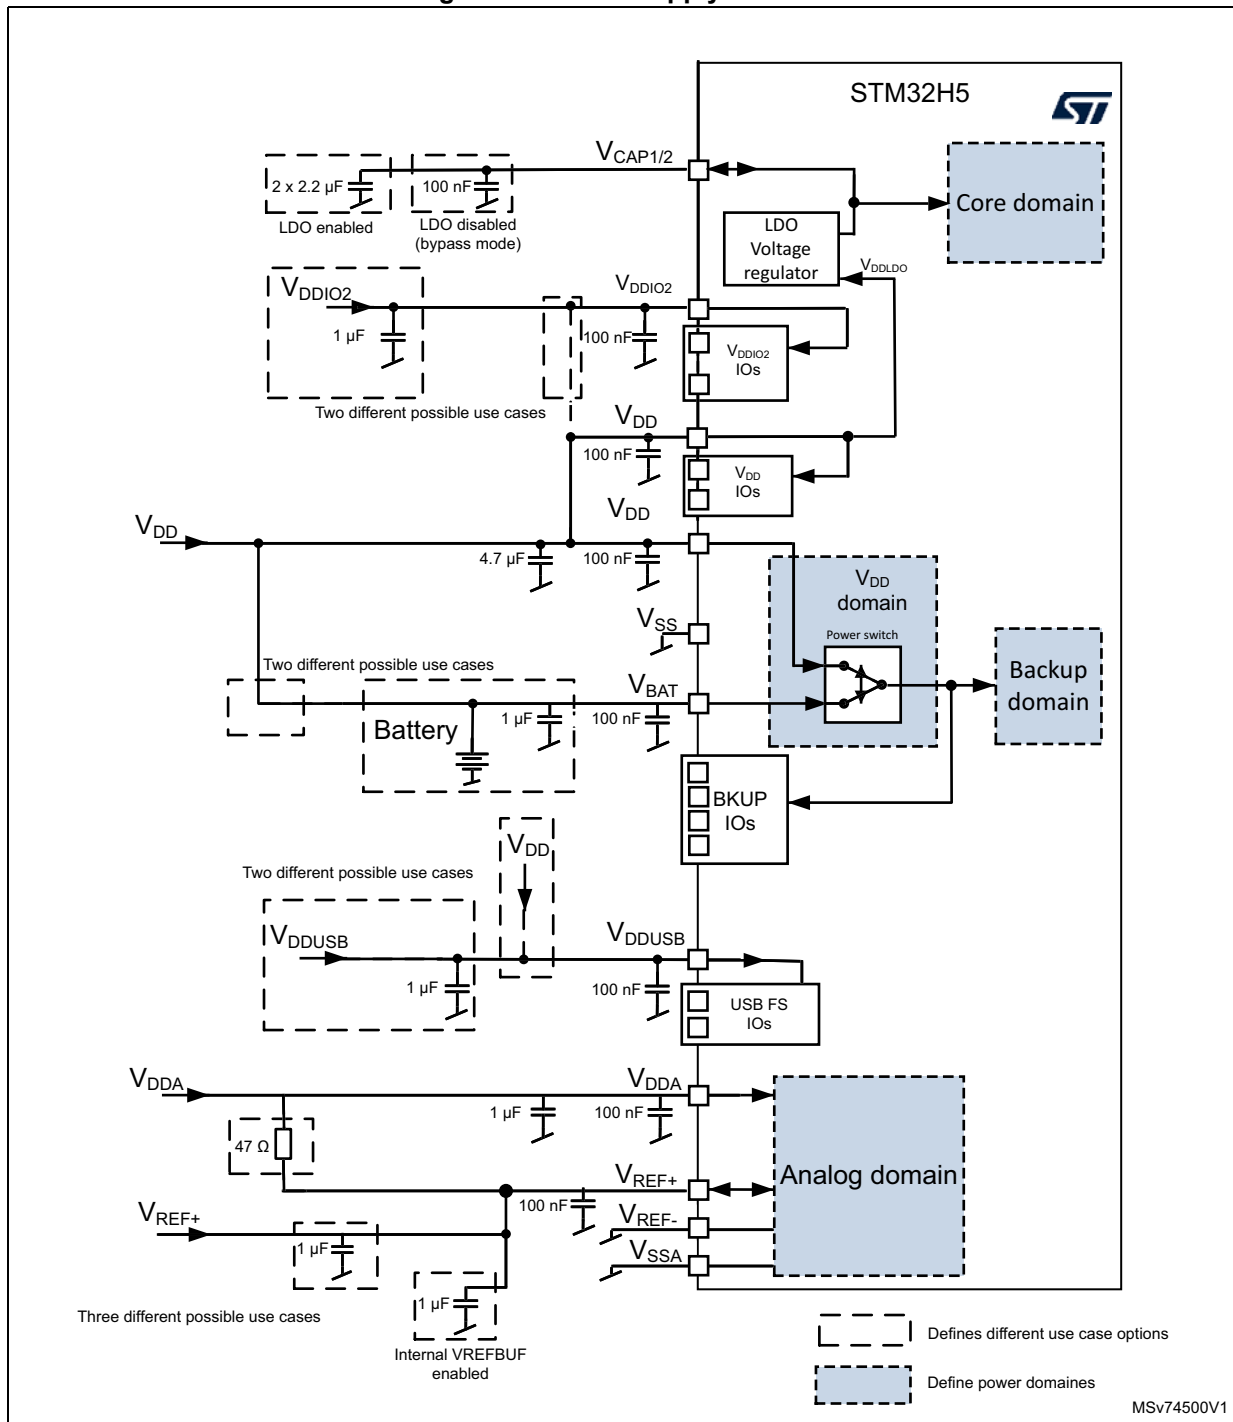 STM32H5
VCAP1/2
2 x 2.2 µF
100 nF
LDO enabled
LDO disabled
(bypass mode)
Core domain
LDO
Voltage
regulator
VDDLDO
VDDIO2
VDDIO2
1 µF
100 nF
VDDIO2
IOs
Two different possible use cases
VDD
100 nF
VDD
IOs
VDD
VDD
4.7 µF
100 nF
VDD
domain
Power switch
VSS
Backup
domain
Two different possible use cases
VBAT
Battery
1 µF
100 nF
BKUP
IOs
VDD
Two different possible use cases
VDDUSB
VDDUSB
1 µF
100 nF
USB FS
IOs
VDDA
VDDA
1 µF
100 nF
47 Ω
Analog domain
VREF+
100 nF
VREF+
VREF-
1 µF
VSSA
1 µF
Three different possible use cases
Internal VREFBUF
enabled
Defines different use case options
Define power domaines
MSv74500V1